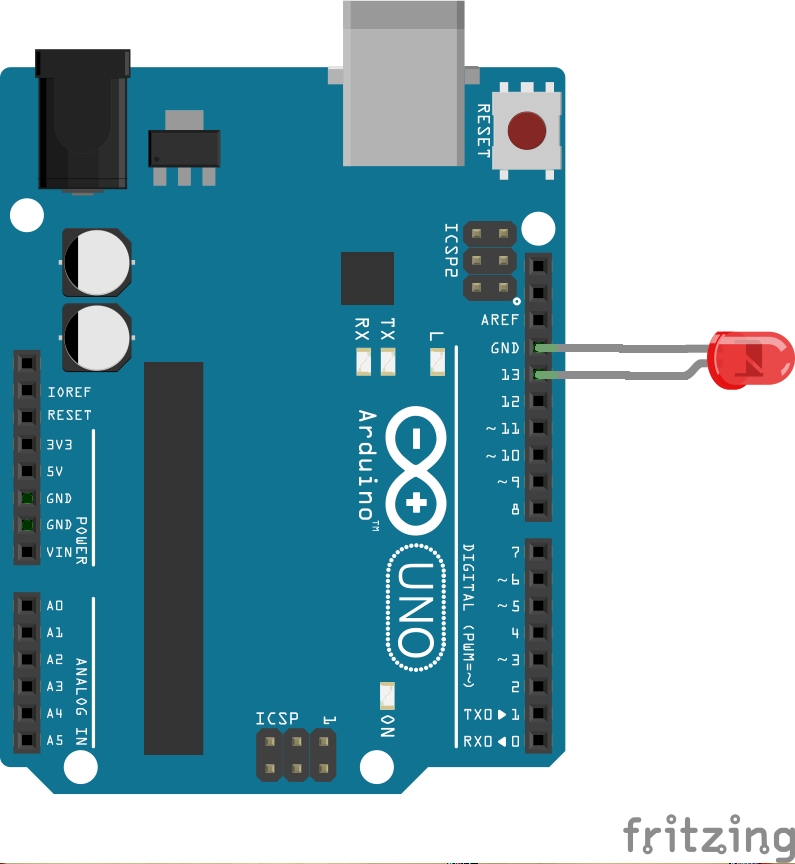 RESET
ICSP2
AREF
GND
13
12
~11
~10
~9
8
RX
TX
L
IOREF
RESET
3V3
5V
GND
GND
VIN
POWER
Arduino™
UNO
DIGITAL (PWM=~)
7
~6
~5
4
~3
2
TX0▶1
RX0◀0
A0
A1
A2
A3
A4
A5
ANALOG IN
ICSP
1
ON
fritzing